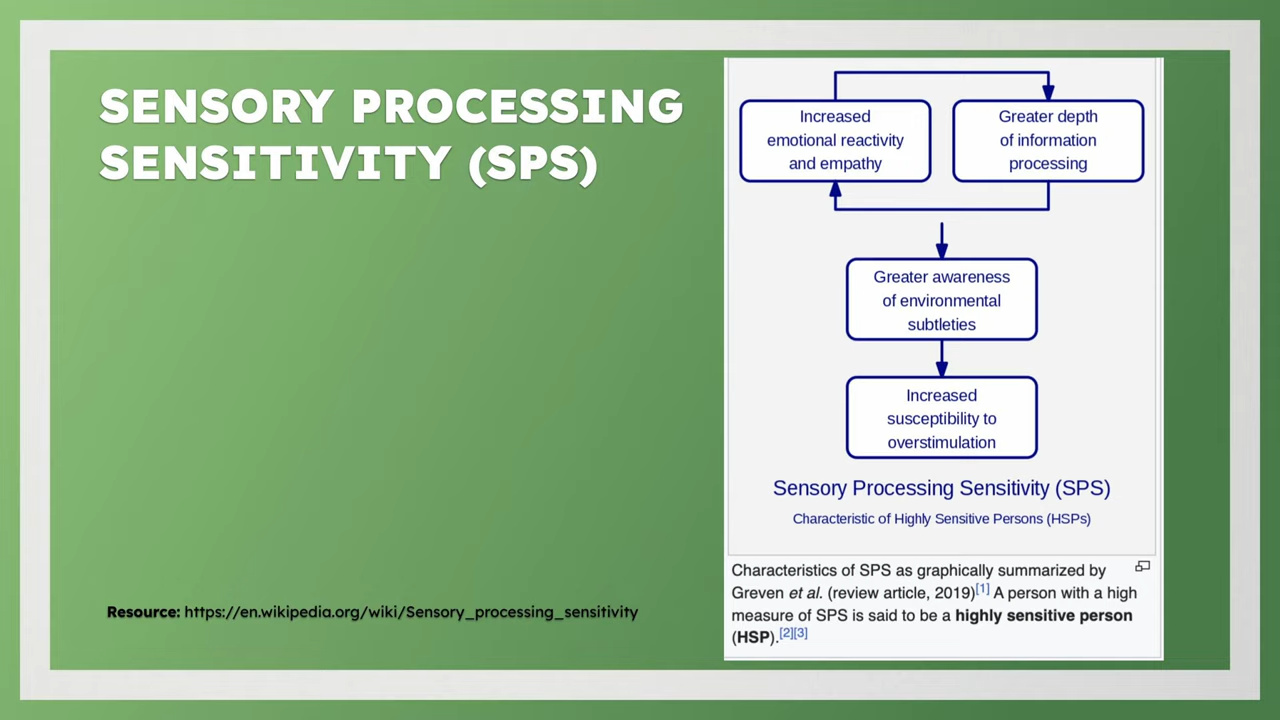 SENSORY PROCESSING
SENSITIVITY (SPS)
Resource: https://en.wikipedia.org/wiki/Sensory_processing_sensitivity
Increased
emotional reactivity
and empathy
Greater depth
of information
processing
Greater awareness
of environmental
subtleties
Increased
susceptibility to
overstimulation
Sensory Processing Sensitivity (SPS)
Characteristic of Highly Sensitive Persons (HSPs)
Characteristics of SPS as graphically summarized by
Greven et al. (review article, 2019)[1] A person with a high
measure of SPS is said to be a highly sensitive person
(HSP).[2][3]